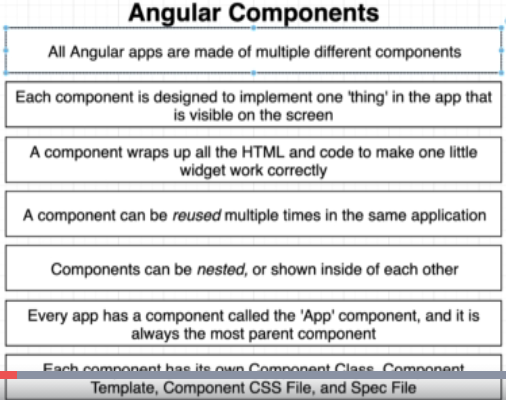 Angular Components
All Angular apps are made of multiple different components
Each component is designed to implement one 'thing' in the app that
is visible on the screen
A component wraps up all the HTML and code to make one little
widget work correctly
A component can be reused multiple times in the same application
Components can be nested, or shown inside of each other
Every app has a component called the 'App' component, and it is
always the most parent component
Each component has its own Component Class, Component
Template, Component CSS File, and Spec File